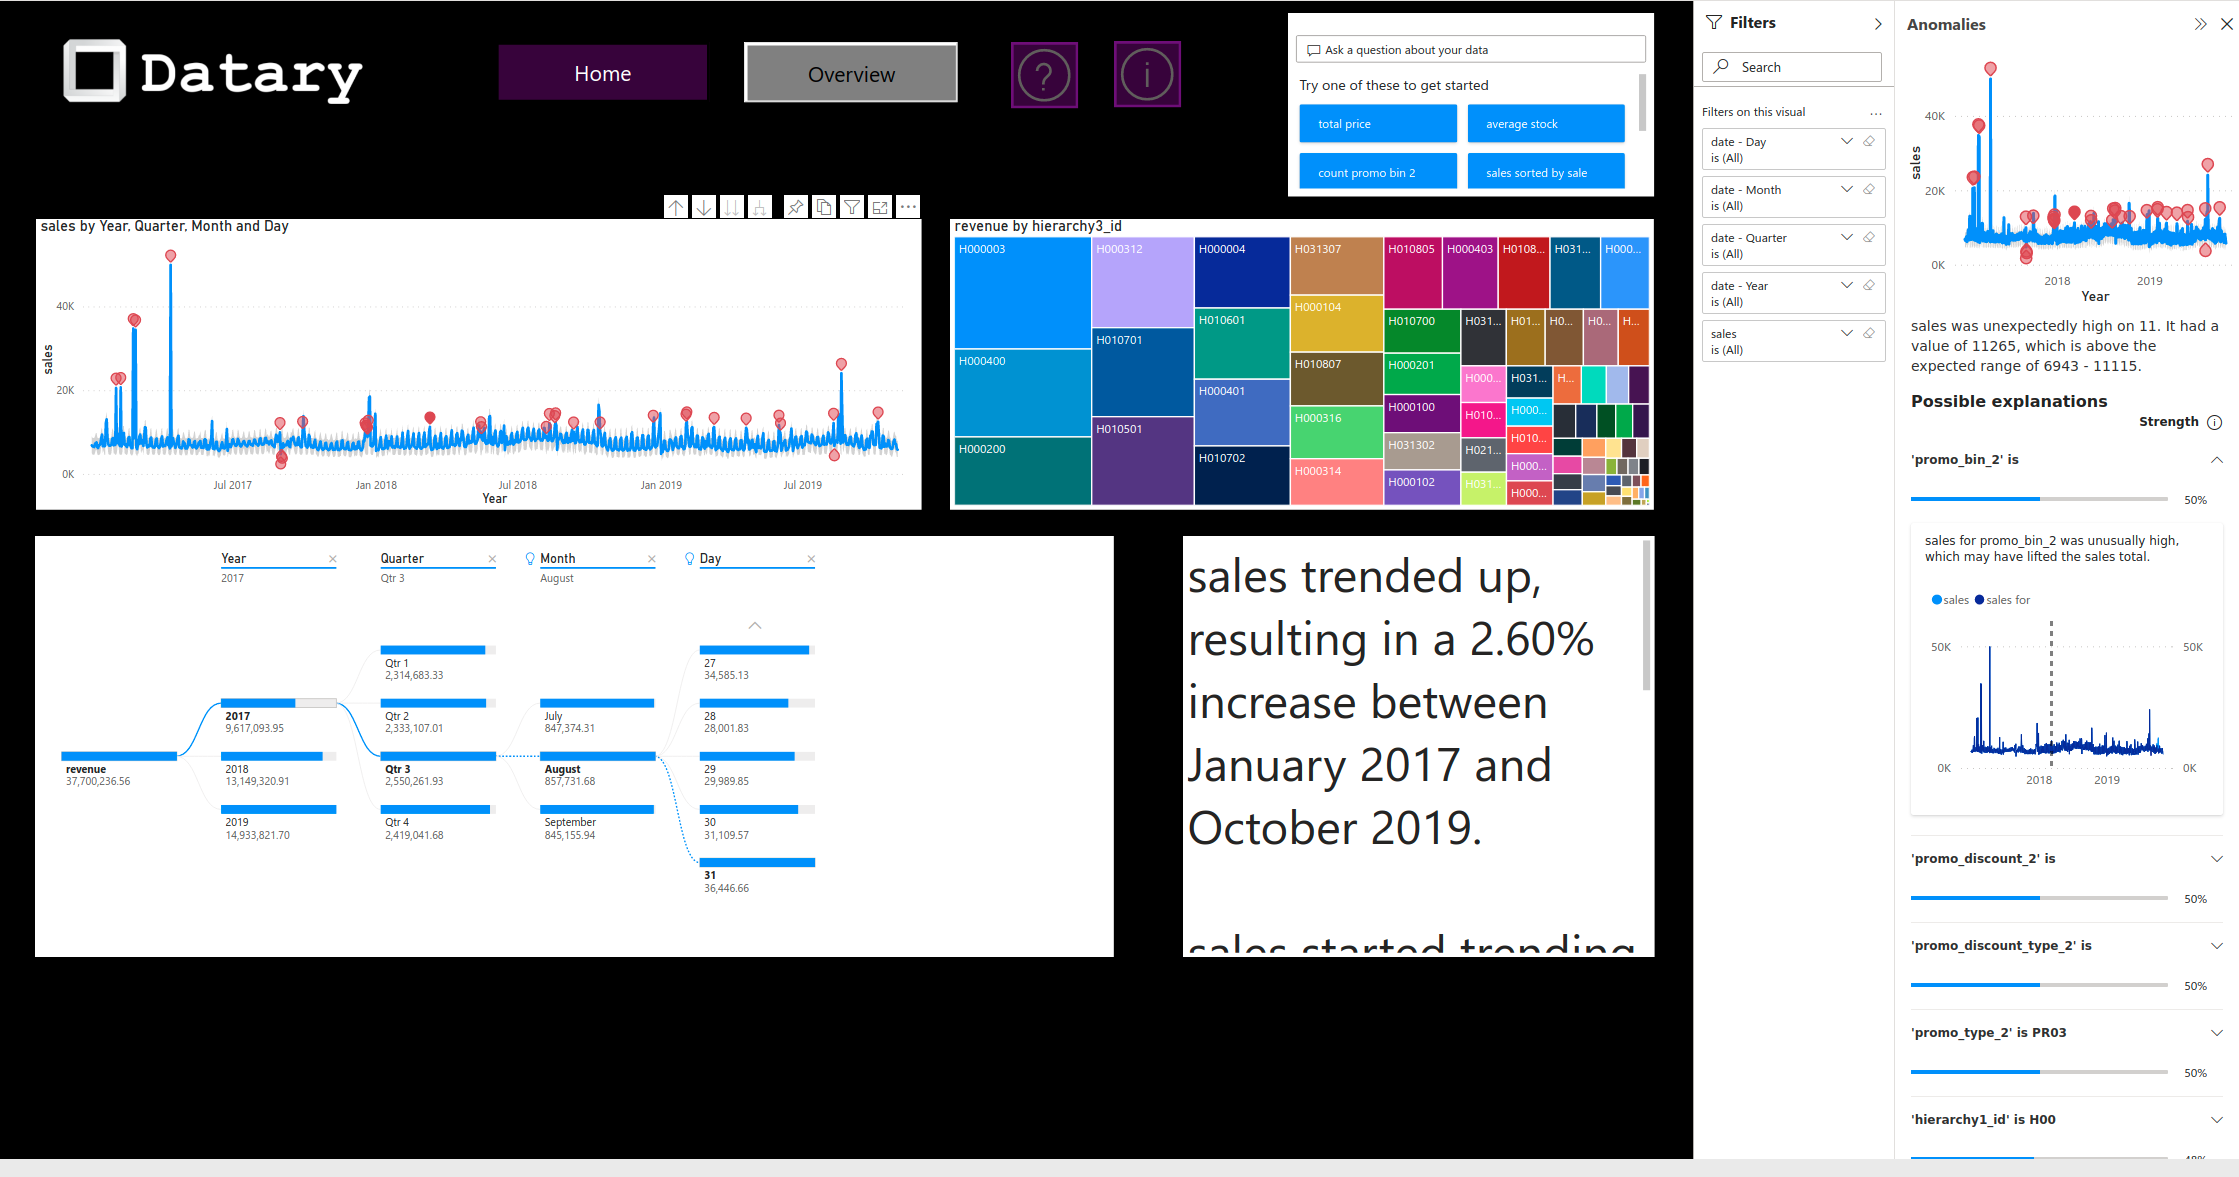 Datary
Home
Overview
?
i
Ask a question about your data
Try one of these to get started
total price
average stock
count promo bin 2
sales sorted by sale
sales by Year, Quarter, Month and Day
sales
40K
20K
0K
Jul 2017
Jan 2018
Jul 2018
Jan 2019
Jul 2019
Year
revenue by hierarchy3_id
H000003
H000400
H000200
H000312
H010701
H010501
H000004
H010601
H000401
H010702
H031307
H000104
H010807
H000316
H000314
H010805
H000403
H0108...
H031...
H000...
H010700
H000201
H000100
H031302
H000102
H031...
H01...
H0...
H0...
H...
H000...
H010...
H021...
H031...
H031...
H000...
H010...
H000...
H000...
H...
Year
2017
Quarter
Qtr 3
Month
August
Day
revenue
37,700,236.56
2017
9,617,093.95
2018
13,149,320.91
2019
14,933,821.70
Qtr 1
2,314,683.33
Qtr 2
2,333,107.01
Qtr 3
2,550,261.93
Qtr 4
2,419,041.68
July
847,374.31
August
857,731.68
September
845,155.94
27
34,585.13
28
28,001.83
29
29,989.85
30
31,109.57
31
36,446.66
sales trended up,
resulting in a 2.60%
increase between
January 2017 and
October 2019.
sales started trending
Filters
Search
Filters on this visual
...
date - Day
is (All)
date - Month
is (All)
date - Quarter
is (All)
date - Year
is (All)
sales
is (All)
Anomalies
sales
40K
20K
0K
2018
2019
Year
sales was unexpectedly high on 11. It had a
value of 11265, which is above the
expected range of 6943 - 11115.
Possible explanations
Strength
'promo_bin_2' is
50%
sales for promo_bin_2 was unusually high,
which may have lifted the sales total.
sales
sales for
50K
50K
0K
0K
2018
2019
'promo_discount_2' is
50%
'promo_discount_type_2' is
50%
'promo_type_2' is PR03
50%
'hierarchy1_id' is H00